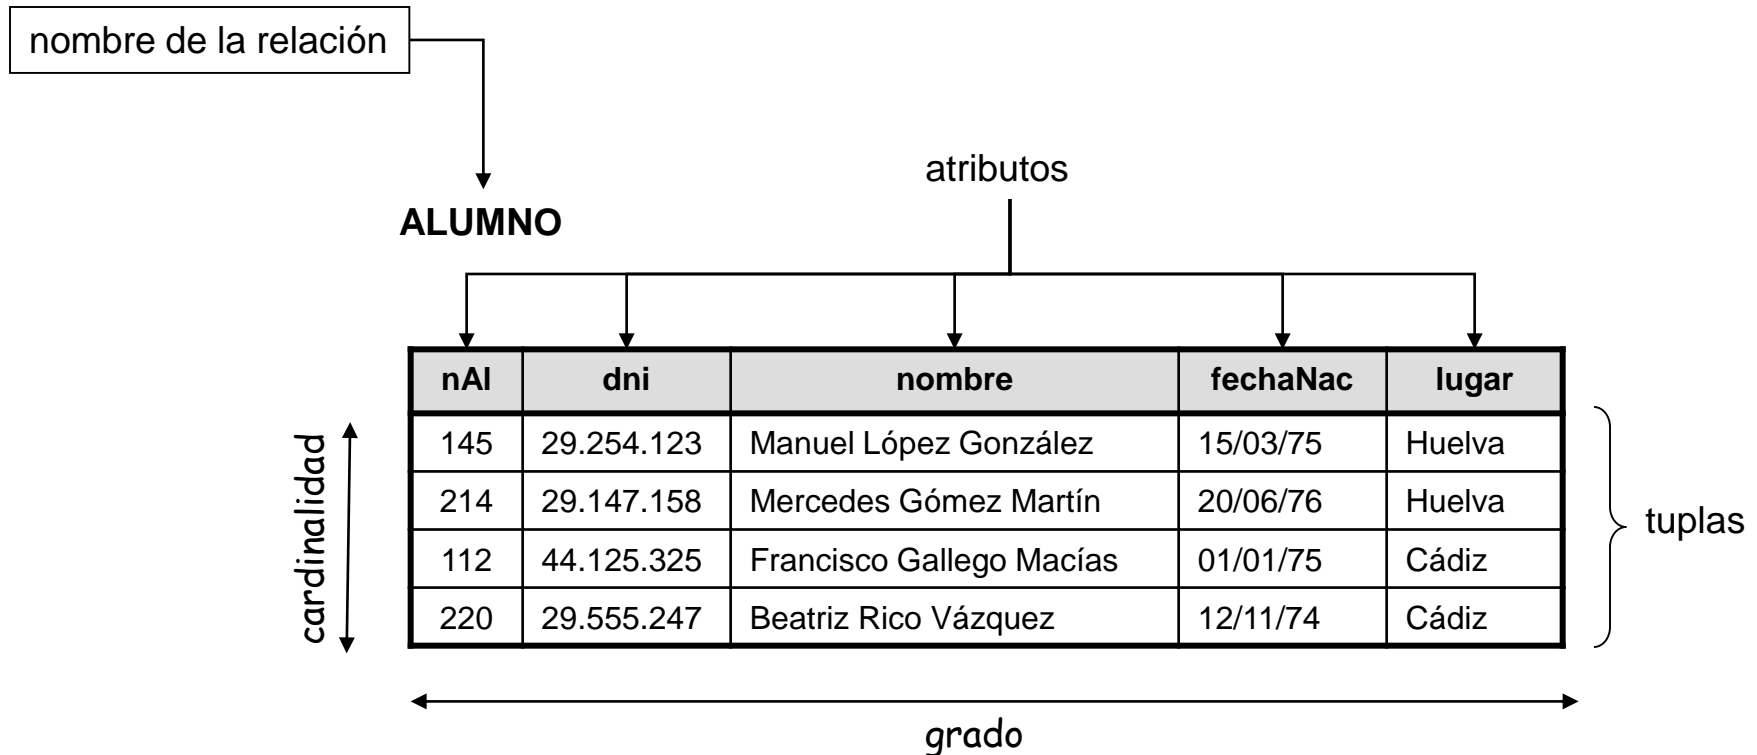 nombre de la relación
atributos
ALUMNO
nAl dni nombre fechaNac lugar
145 29.254.123 Manuel López González 15/03/75 Huelva
214 29.147.158 Mercedes Gómez Martín 20/06/76 Huelva
112 44.125.325 Francisco Gallego Macías 01/01/75 Cádiz
220 29.555.247 Beatriz Rico Vázquez 12/11/74 Cádiz
cardinalidad
tuplas
grado